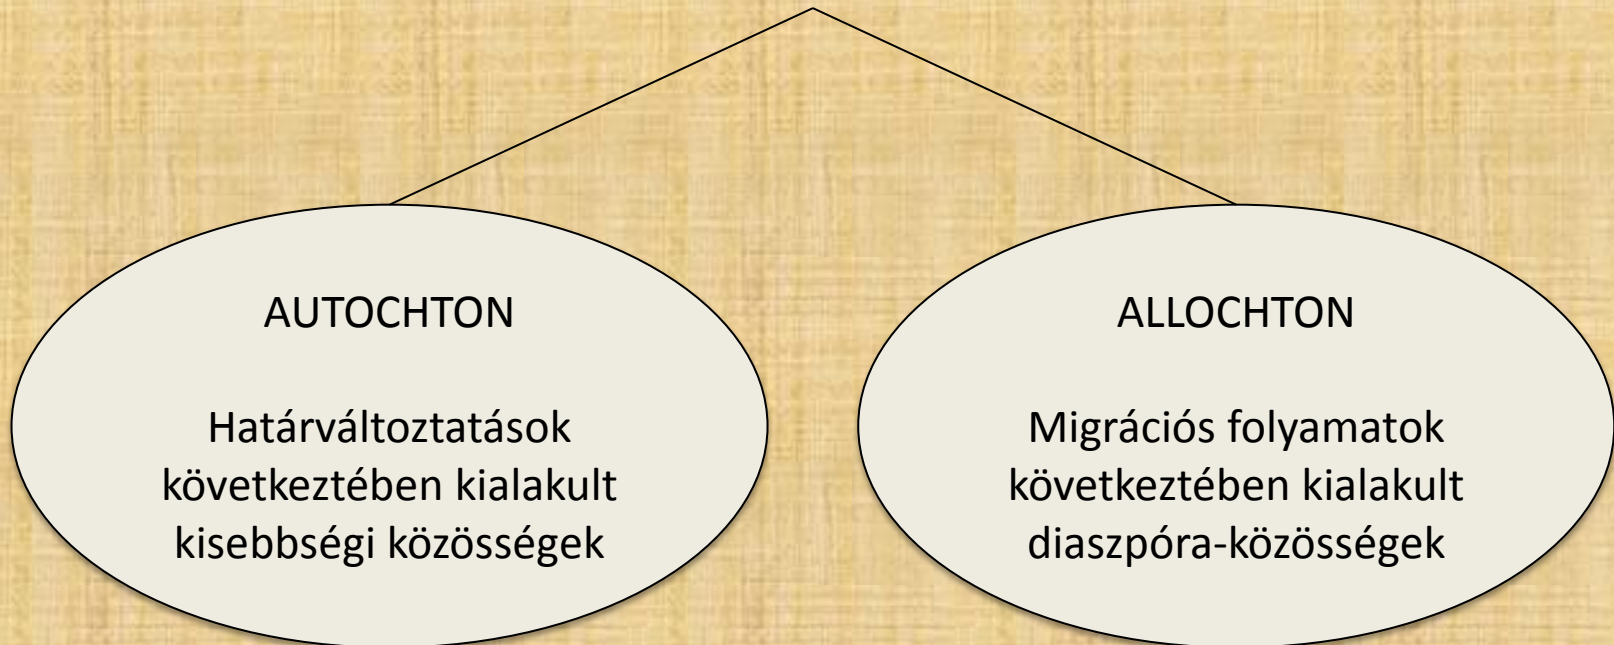 AUTOCHTON
Határváltoztatások
következtében kialakult
kisebbségi közösségek
ALLOCHTON
Migrációs folyamatok
következtében kialakult
diaszpóra-közösségek